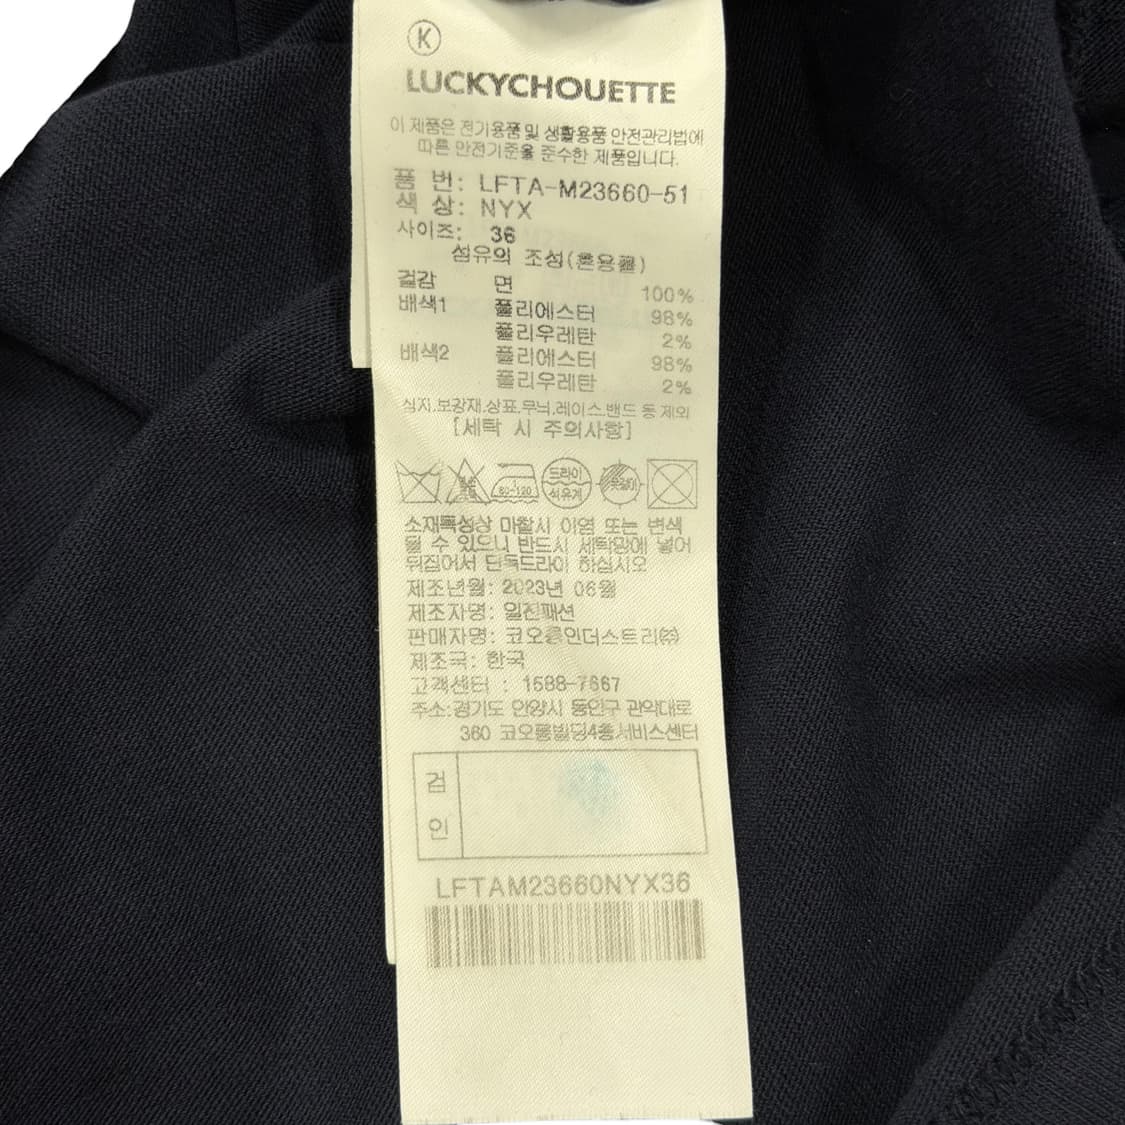 K
LUCKYCHOUETTE
이 제품은 전기용품 및 생활용품 안전관리법에
따른 안전기준을 준수한 제품입니다.
품 번: LFTA-M23660-51
색 상: NYX
사이즈: 36
섬유의 조성(혼용률)
겉감 면 100%
배색1 폴리에스터 98%
폴리우레탄 2%
배색2 폴리에스터 98%
폴리우레탄 2%
심지.보강재.상표.무늬.레이스.밴드 등 제외
[세탁 시 주의사항]
80-120
드라이
석유계
옷걸이
소재특성상 마찰시 이염 또는 변색
될 수 있으니 반드시 세탁망에 넣어
뒤집어서 단독드라이 하십시오
제조년월: 2023년 06월
제조자명: 일진패션
판매자명: 코오롱인더스트리㈜
제조국: 한국
고객센터 : 1588-7667
주소:경기도 안양시 동안구 관악대로
360 코오롱빌딩4층서비스센터
검
인
LFTAM23660NYX36